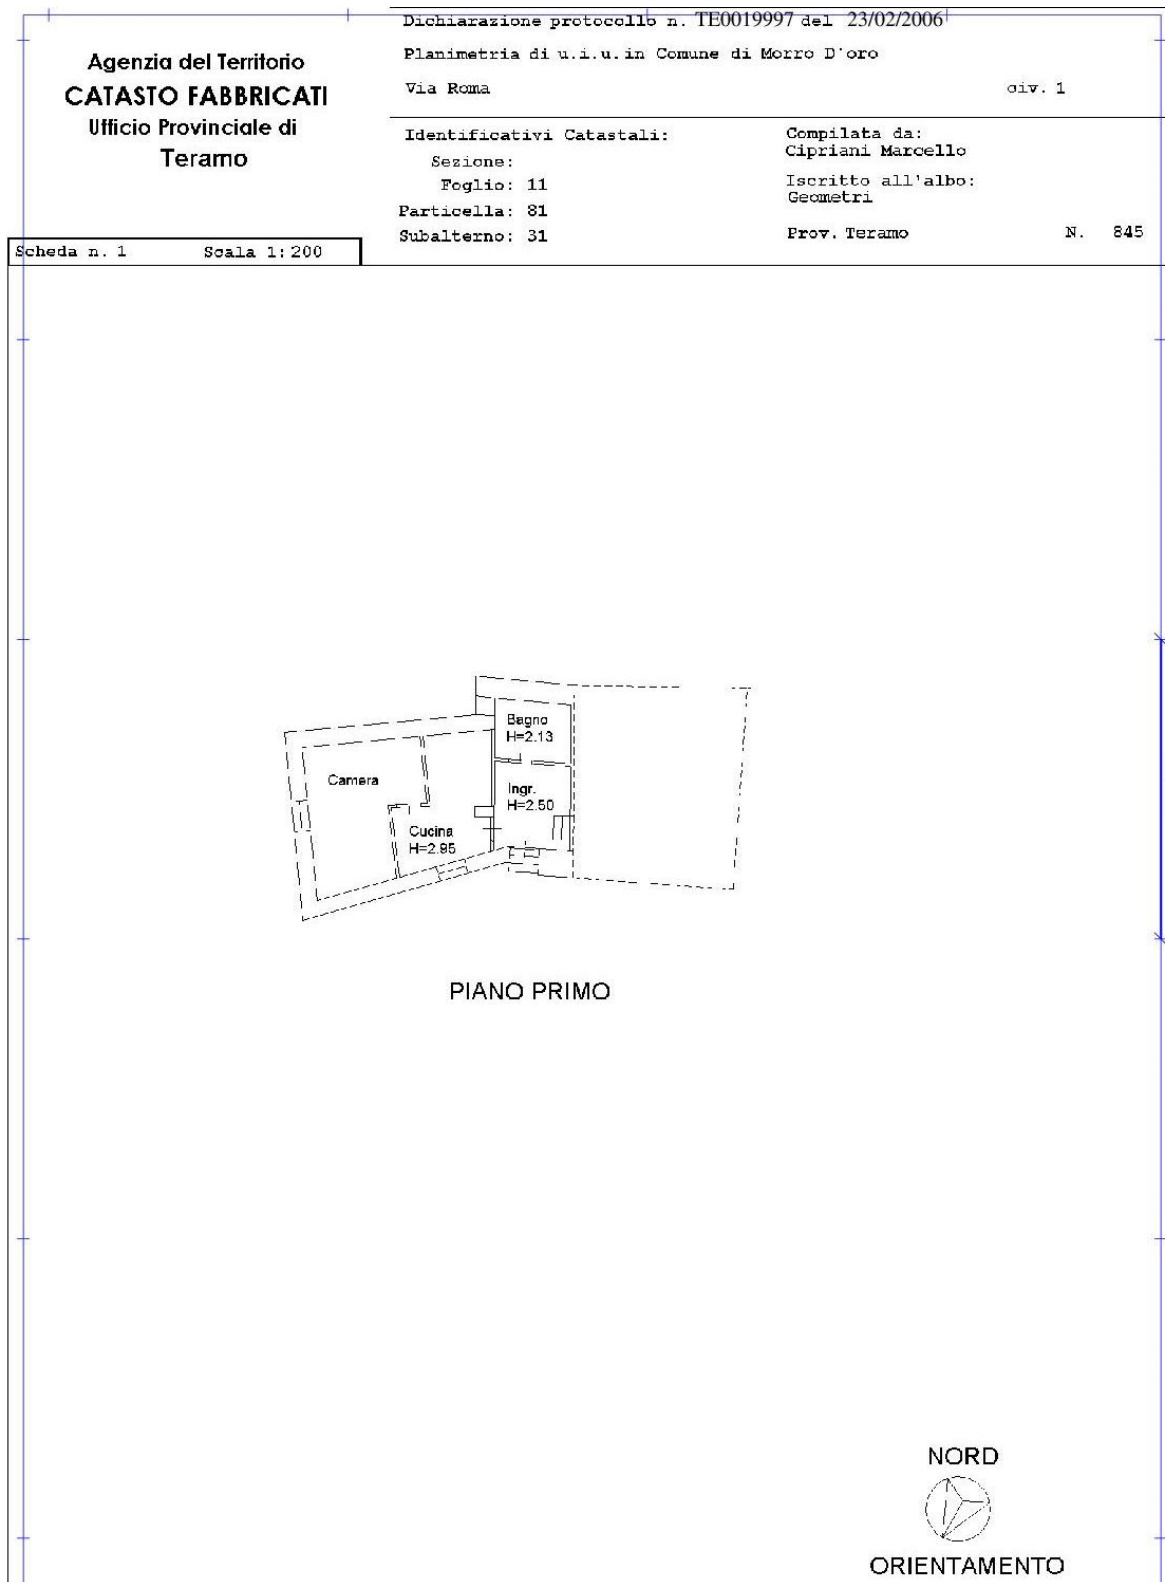 Agenzia del Territorio
CATASTO FABBRICATI
Ufficio Provinciale di
Teramo
Scheda n. 1 Scala 1:200
Dichiarazione protocollo n. TE0019997 del 23/02/2006
Planimetria di u.i.u. in Comune di Morro D'oro
Via Roma civ. 1
Identificativi Catastali:
Sezione:
Foglio: 11
Particella: 81
Subalterno: 31
Compilata da:
Cipriani Marcello
Iscritto all'albo:
Geometri
Prov. Teramo N. 845
Bagno
H=2.13
Camera
Ingr.
H=2.50
Cucina
H=2.95
PIANO PRIMO
NORD
ORIENTAMENTO